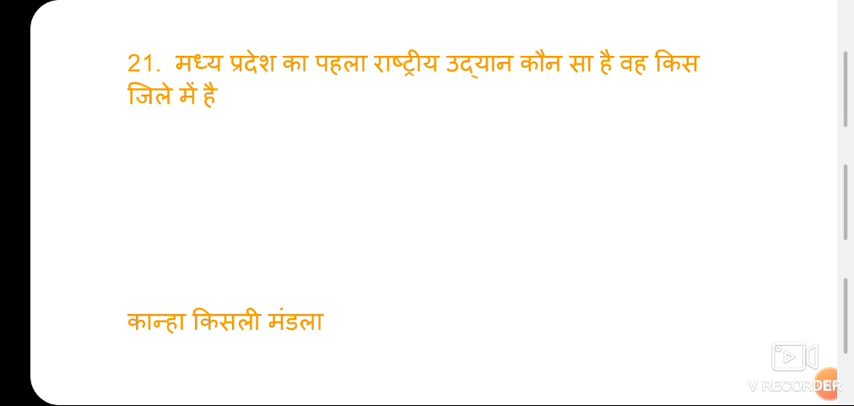 21. मध्य प्रदेश का पहला राष्ट्रीय उद्यान कौन सा है वह किस
जिले में है
कान्हा किसली मंडला
V RECORDER